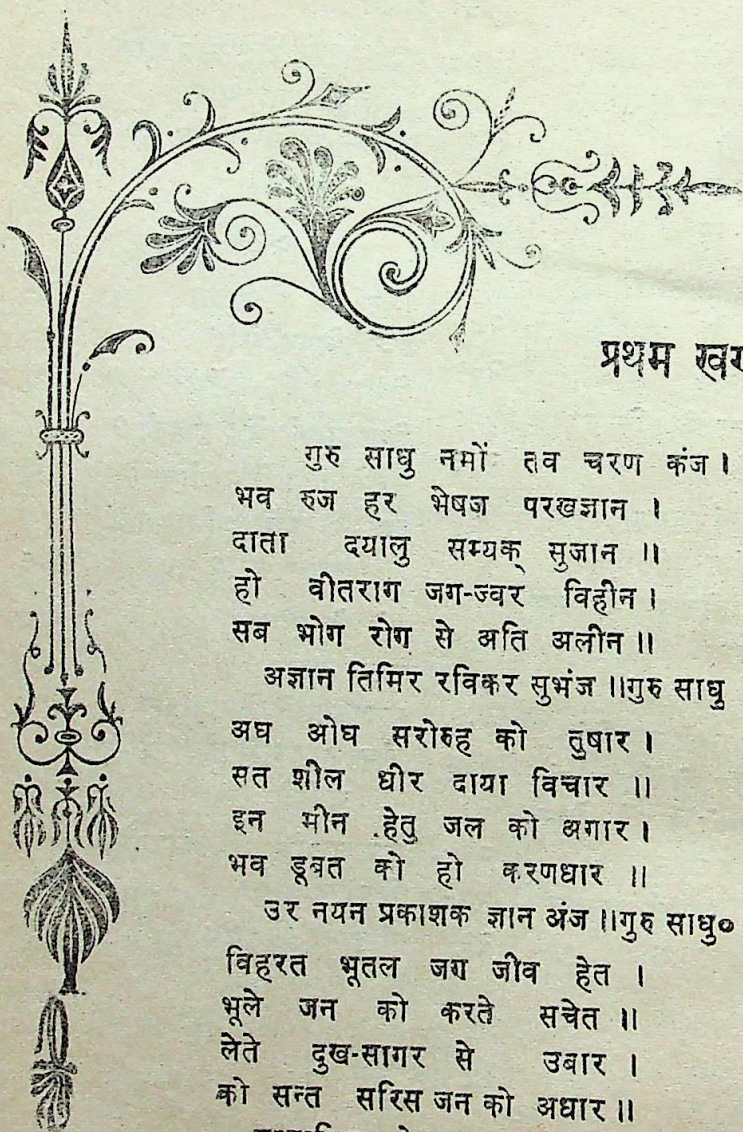 प्रथम
गुरु साधु नमों तव चरण कंज ।
भव रुज हर भेषज परखज्ञान ।
दाता दयालु सम्यक् सुजान ॥
हो वीतराग जग-ज्वर विहीन ।
सब भोग रोग से अति अलीन ॥
अज्ञान तिमिर रविकर सुभंज ॥गुरु साधु
अघ ओघ सरोरुह को तुषार ।
सत शील धीर दाया विचार ॥
इन मीन हेतु जल को अगार ।
भव डूबत को हो करणधार ॥
उर नयन प्रकाशक ज्ञान अंज ॥गुरु साधु०
विहरत भूतल जग जीव हेत ।
भूले जन को करते सचेत ॥
लेते दुख-सागर से उबार ।
को सन्त सरिस जन को अधार ॥